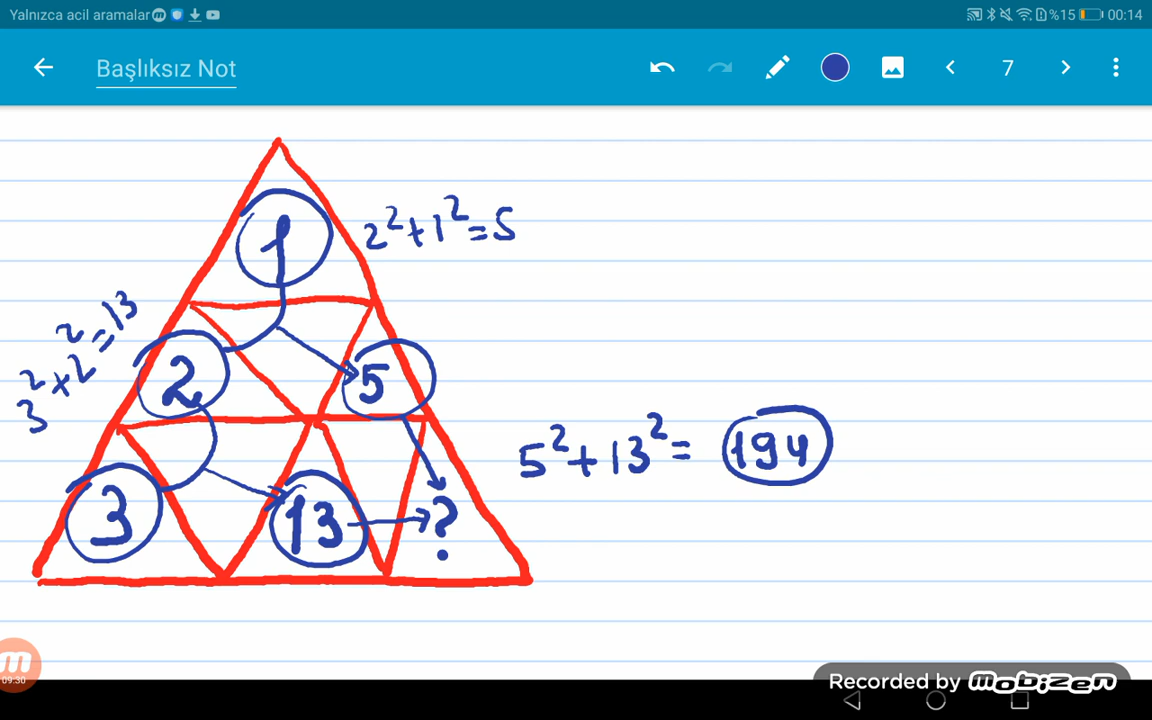 Yalnızca acil aramalar
%15 00:14
Başlıksız Not
7
1
2² + 1² = 5
3² × 2² = 13
2
5
5² + 13² = 194
3
13
?
m
09:30
Recorded by mobizen